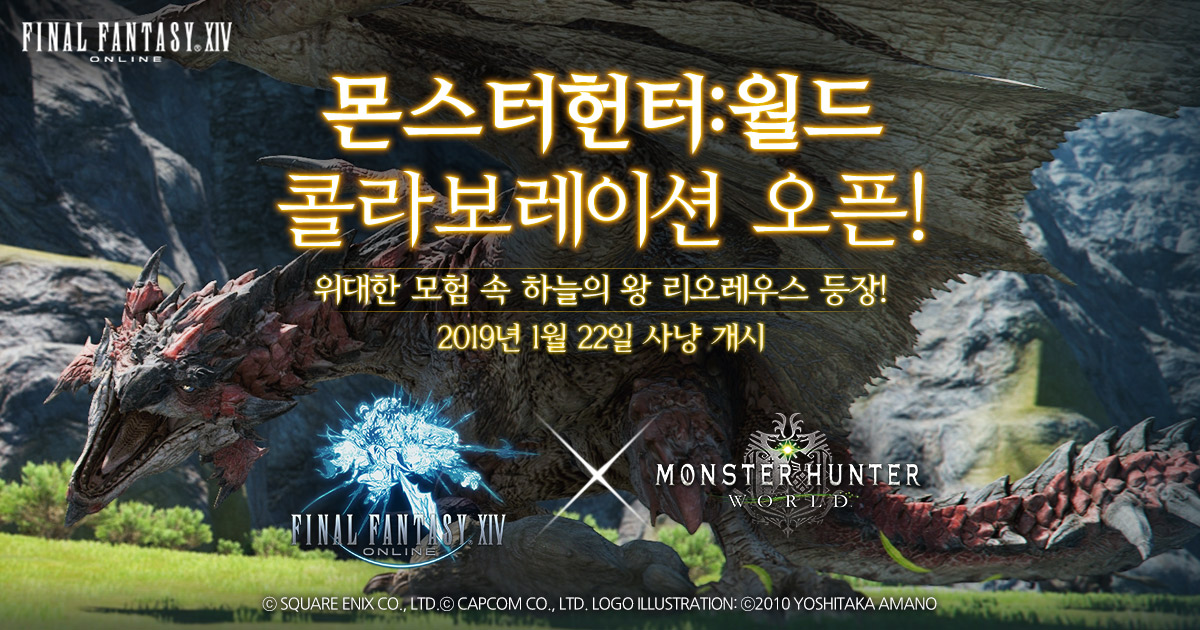 FINAL FANTASY® XIV
ONLINE
몬스터헌터:월드
콜라보레이션 오픈!
위대한 모험 속 하늘의 왕 리오레우스 등장!
2019년 1월 22일 사냥 개시
FINAL FANTASY® XIV
ONLINE
×
MONSTER HUNTER
WORLD
© SQUARE ENIX CO., LTD.© CAPCOM CO., LTD. LOGO ILLUSTRATION: ©2010 YOSHITAKA AMANO